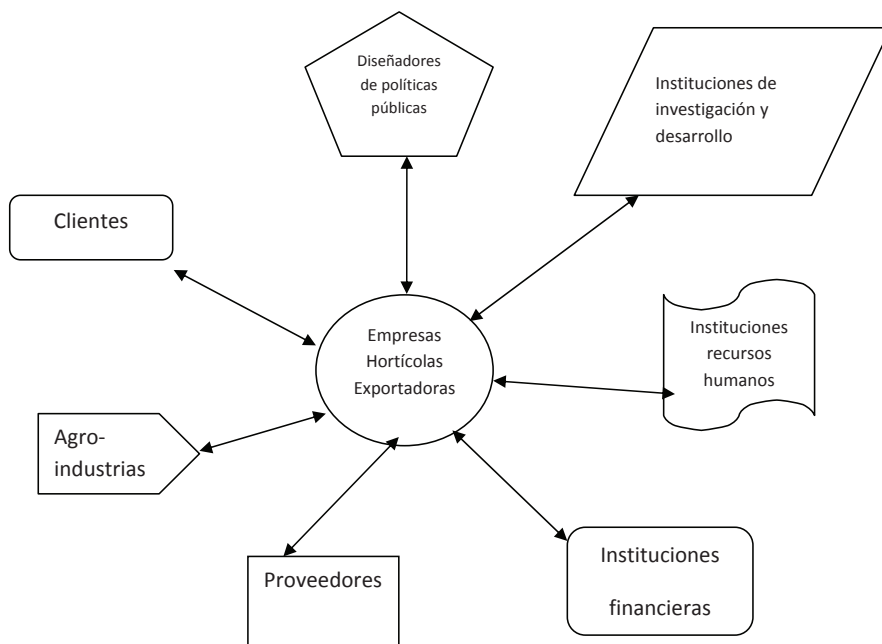 Diseñadores
de políticas
públicas
Instituciones de
investigación y
desarrollo
Clientes
Empresas
Hortícolas
Exportadoras
Instituciones
recursos
humanos
Agro-
industrias
Proveedores
Instituciones
financieras